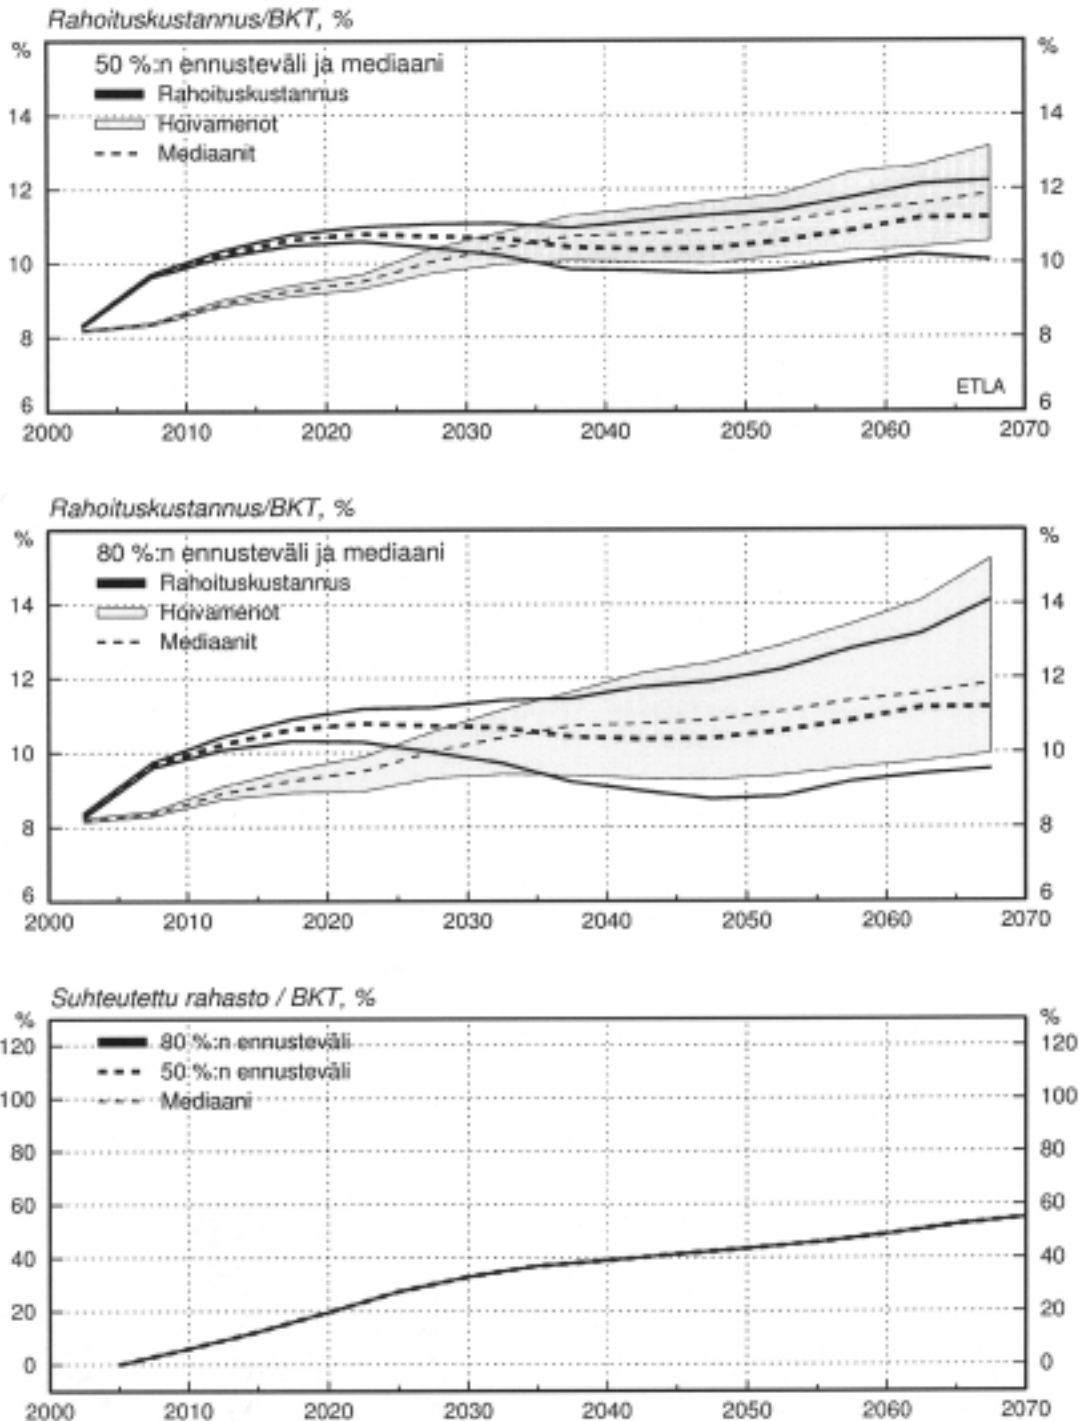 Rahoituskustannus/BKT, %
% %
50 %:n ennusteväli ja mediaani
Rahoituskustannus
14 14
Hoivamenot
Mediaanit
12 12
10 10
8 8
ETLA
6 6
2000 2010 2020 2030 2040 2050 2060 2070
Rahoituskustannus/BKT, %
% %
80 %:n ennusteväli ja mediaani
Rahoituskustannus
14 14
Hoivamenot
Mediaanit
12 12
10 10
8 8
6 6
2000 2010 2020 2030 2040 2050 2060 2070
Suhteutettu rahasto / BKT, %
% %
120 80 %:n ennusteväli 120
50 %:n ennusteväli
100 Mediaani 100
80 80
60 60
40 40
20 20
0 0
2000 2010 2020 2030 2040 2050 2060 2070